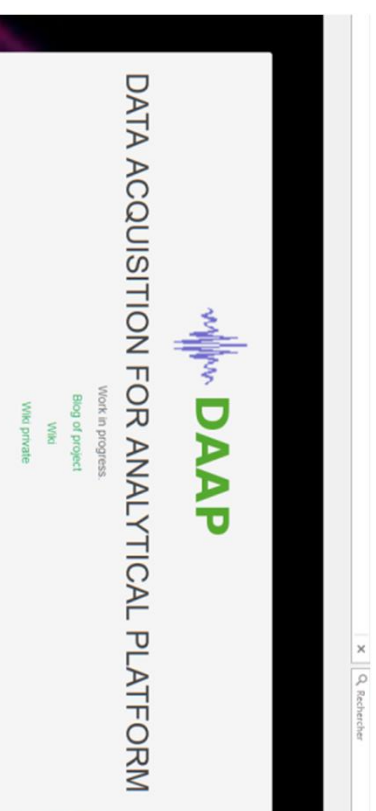 Rechercher
DAAP
DATA ACQUISITION FOR ANALYTICAL PLATFORM
Work in progress.
Blog of project
Wiki
Wiki private